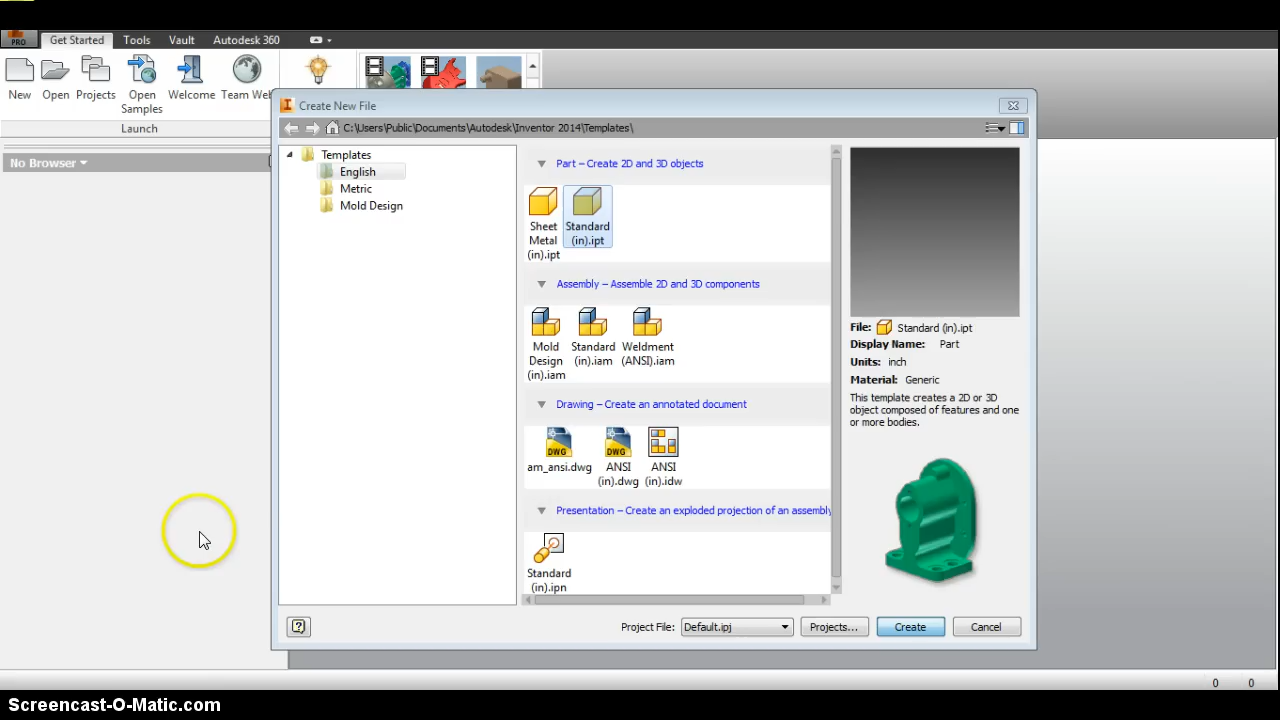 PRO
Get Started
Tools
Vault
Autodesk 360
New
Open
Projects
Open
Samples
Welcome
Team Web
Launch
No Browser
Create New File
C:\Users\Public\Documents\Autodesk\Inventor 2014\Templates\
Templates
English
Metric
Mold Design
Part – Create 2D and 3D objects
Sheet
Metal
(in).ipt
Standard
(in).ipt
Assembly – Assemble 2D and 3D components
Mold
Design
(in).iam
Standard
(in).iam
Weldment
(ANSI).iam
Drawing – Create an annotated document
DWG
am_ansi.dwg
DWG
ANSI
(in).dwg
ANSI
(in).idw
Presentation – Create an exploded projection of an assembly
Standard
(in).ipn
File: Standard (in).ipt
Display Name: Part
Units: inch
Material: Generic
This template creates a 2D or 3D
object composed of features and one
or more bodies.
Project File: Default.ipj
Projects...
Create
Cancel
0 0
Screencast-O-Matic.com